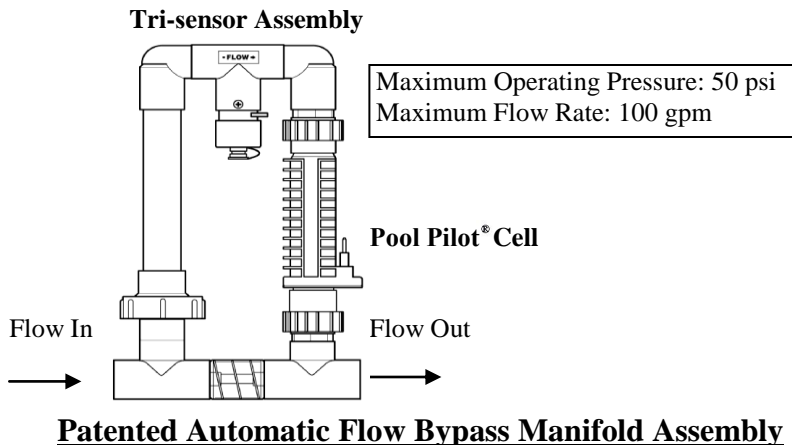 Tri-sensor Assembly
FLOW
Maximum Operating Pressure: 50 psi
Maximum Flow Rate: 100 gpm
Pool Pilot® Cell
Flow In
Flow Out
Patented Automatic Flow Bypass Manifold Assembly